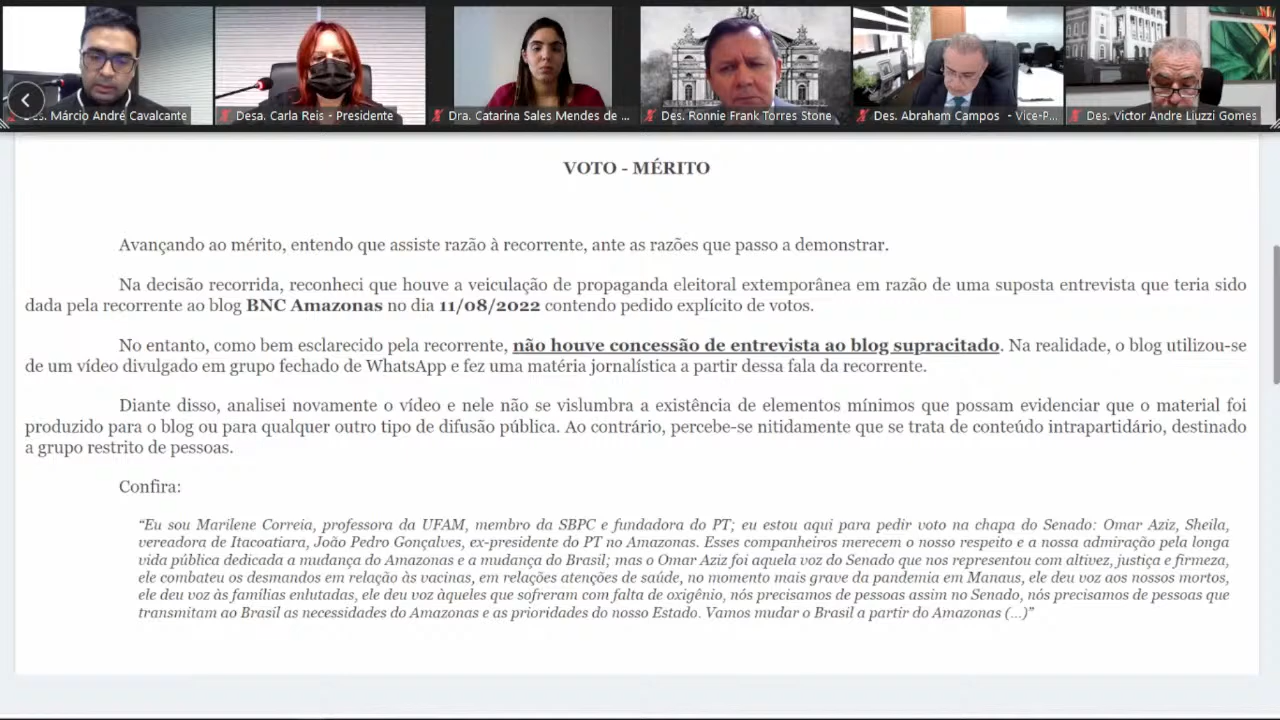 Des. Márcio André Cavalcante
Desa. Carla Reis - Presidente
Dra. Catarina Sales Mendes de ...
Des. Ronnie Frank Torres Stone
Des. Abraham Campos - Vice-P...
Des. Victor Andre Liuzzi Gomes
VOTO - MÉRITO
Avançando ao mérito, entendo que assiste razão à recorrente, ante as razões que passo a demonstrar.
Na decisão recorrida, reconheci que houve a veiculação de propaganda eleitoral extemporânea em razão de uma suposta entrevista que teria sido
dada pela recorrente ao blog BNC Amazonas no dia 11/08/2022 contendo pedido explícito de votos.
No entanto, como bem esclarecido pela recorrente, não houve concessão de entrevista ao blog supracitado. Na realidade, o blog utilizou-se
de um vídeo divulgado em grupo fechado de WhatsApp e fez uma matéria jornalística a partir dessa fala da recorrente.
Diante disso, analisei novamente o vídeo e nele não se vislumbra a existência de elementos mínimos que possam evidenciar que o material foi
produzido para o blog ou para qualquer outro tipo de difusão pública. Ao contrário, percebe-se nitidamente que se trata de conteúdo intrapartidário, destinado
a grupo restrito de pessoas.
Confira:
“Eu sou Marilene Correia, professora da UFAM, membro da SBPC e fundadora do PT; eu estou aqui para pedir voto na chapa do Senado: Omar Aziz, Sheila,
vereadora de Itacoatiara, João Pedro Gonçalves, ex-presidente do PT no Amazonas. Esses companheiros merecem o nosso respeito e a nossa admiração pela longa
vida pública dedicada a mudança do Amazonas e a mudança do Brasil; mas o Omar Aziz foi aquela voz do Senado que nos representou com altivez, justiça e firmeza,
ele combateu os desmandos em relação às vacinas, em relações atenções de saúde, no momento mais grave da pandemia em Manaus, ele deu voz aos nossos mortos,
ele deu voz às famílias enlutadas, ele deu voz àqueles que sofreram com falta de oxigênio, nós precisamos de pessoas assim no Senado, nós precisamos de pessoas que
transmitam ao Brasil as necessidades do Amazonas e as prioridades do nosso Estado. Vamos mudar o Brasil a partir do Amazonas (...)”